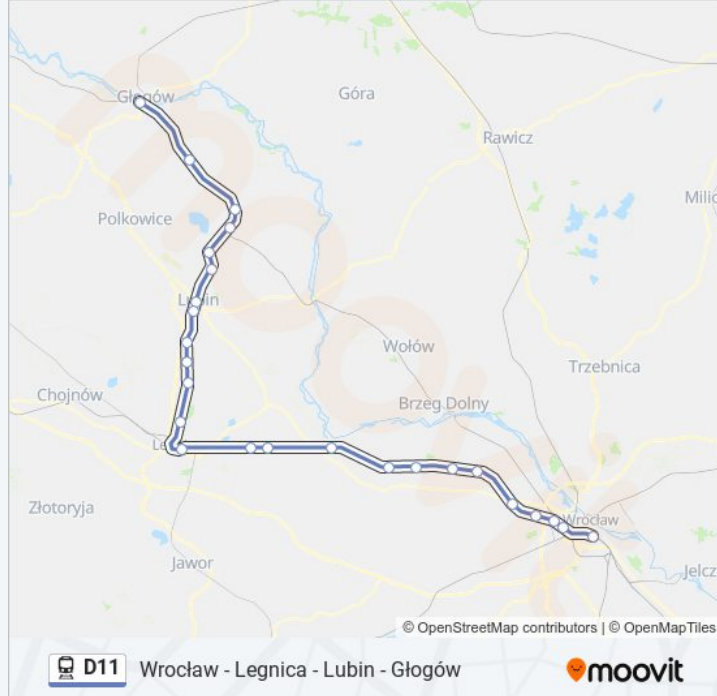 Głogów
Góra
Rawicz
Milic
Polkowice
Lubin
Wołów
Trzebnica
Chojnów
Brzeg Dolny
Le
Złotoryja
Wrocław
Jawor
Jelcz
© OpenStreetMap contributors | © OpenMapTiles
D11 Wrocław - Legnica - Lubin - Głogów
moovit